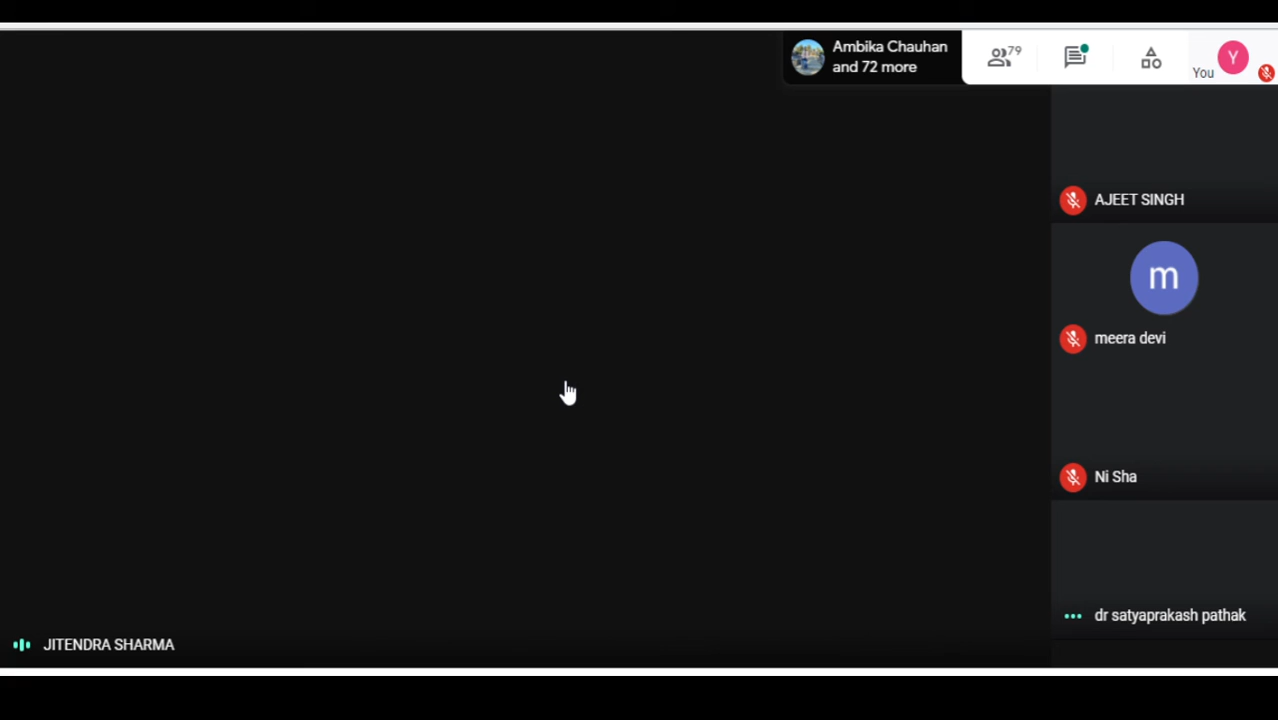 Ambika Chauhan
and 72 more
79
You
Y
AJEET SINGH
m
meera devi
Ni Sha
dr satyaprakash pathak
JITENDRA SHARMA